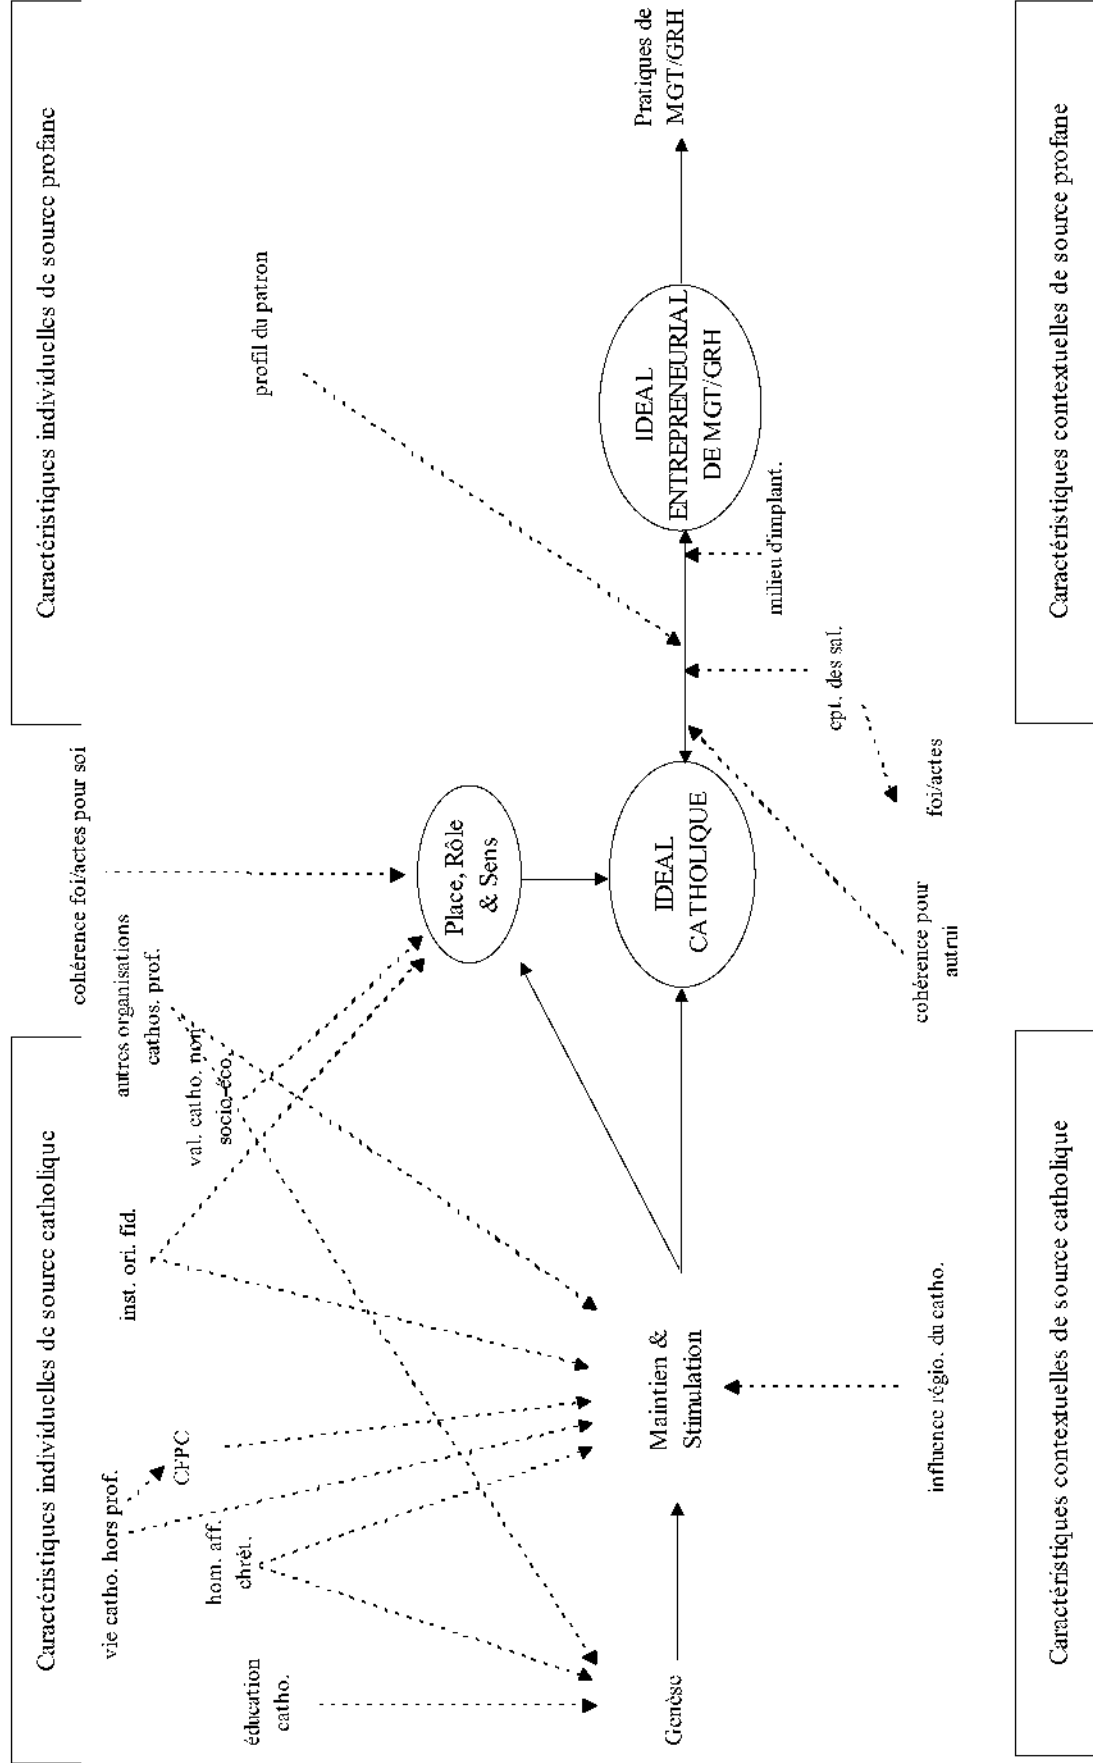 Caractéristiques individuelles de source catholique
Caractéristiques individuelles de source profane
cohérence foi/actes pour soi
vie catho. hors prof.
inst. ori. fid.
autres organisations
cathos. prof.
CFPC
val. catho. non
socio-éco.
hom. aff.
chrét.
éducation
catho.
profil du patron
Place, Rôle
& Sens
Genèse
Maintien &
Stimulation
IDEAL
CATHOLIQUE
IDEAL
ENTREPRENEURIAL
DE MGT/GRH
Pratiques de
MGT/GRH
milieu d'implant.
cpt. des sal.
influence régio. du catho.
cohérence pour
autrui
foi/actes
Caractéristiques contextuelles de source catholique
Caractéristiques contextuelles de source profane